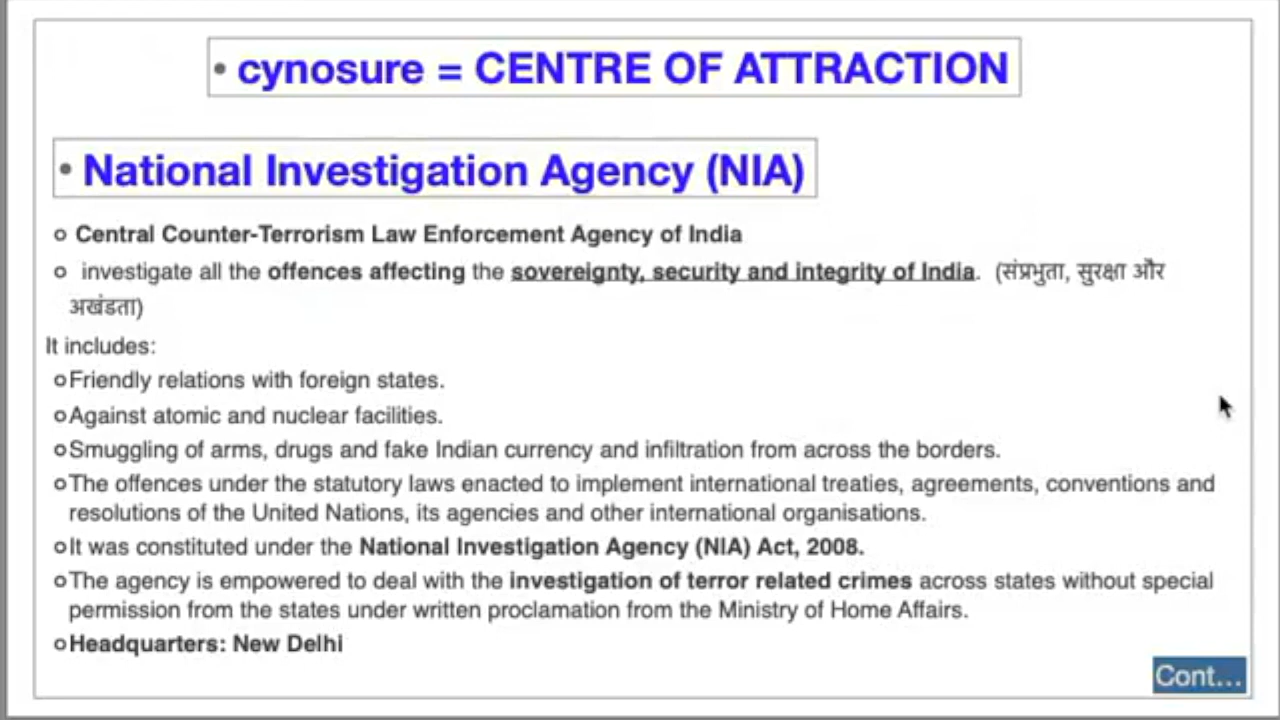 • cynosure = CENTRE OF ATTRACTION
• National Investigation Agency (NIA)
o Central Counter-Terrorism Law Enforcement Agency of India
o investigate all the offences affecting the sovereignty, security and integrity of India. (संप्रभुता, सुरक्षा और
अखंडता)
It includes:
o Friendly relations with foreign states.
o Against atomic and nuclear facilities.
o Smuggling of arms, drugs and fake Indian currency and infiltration from across the borders.
o The offences under the statutory laws enacted to implement international treaties, agreements, conventions and
resolutions of the United Nations, its agencies and other international organisations.
o It was constituted under the National Investigation Agency (NIA) Act, 2008.
o The agency is empowered to deal with the investigation of terror related crimes across states without special
permission from the states under written proclamation from the Ministry of Home Affairs.
o Headquarters: New Delhi
Cont...